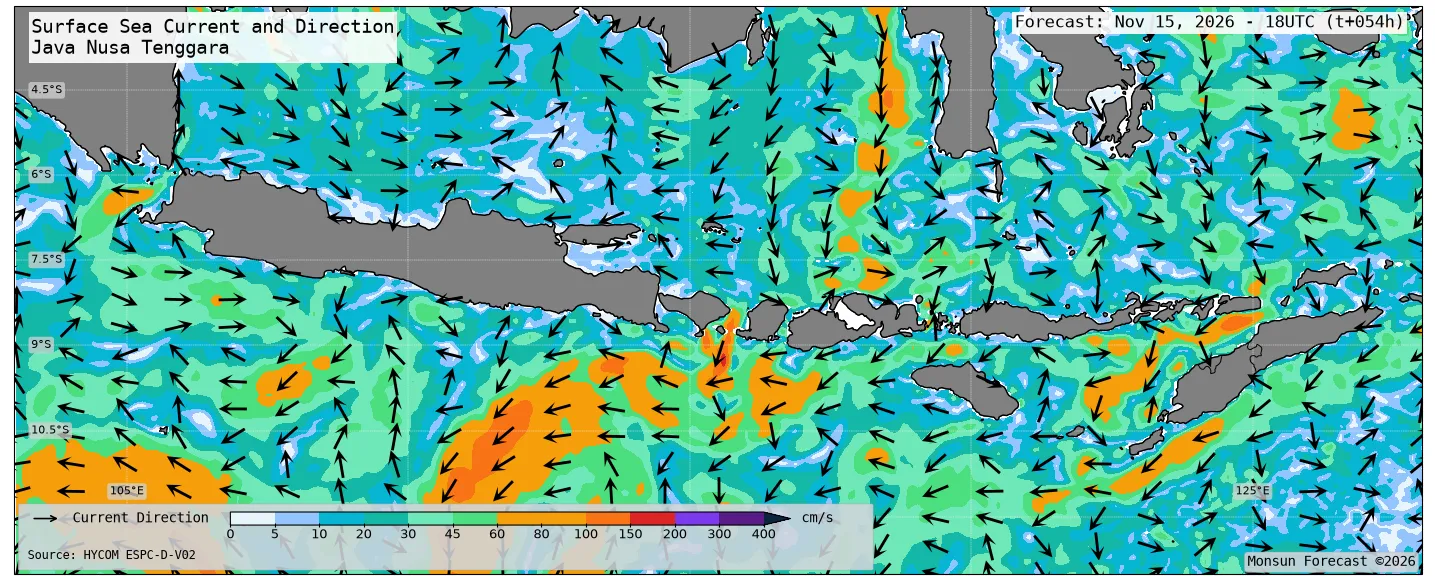 Surface Sea Current and Direction
Java Nusa Tenggara
Forecast: Nov 15, 2026 - 18UTC (t+054h)
4.5°S
6°S
7.5°S
9°S
10.5°S
105°E
125°E
Current Direction
0 5 10 20 30 45 60 80 100 150 200 300 400
cm/s
Source: HYCOM ESPC-D-V02
Monsun Forecast ©2026